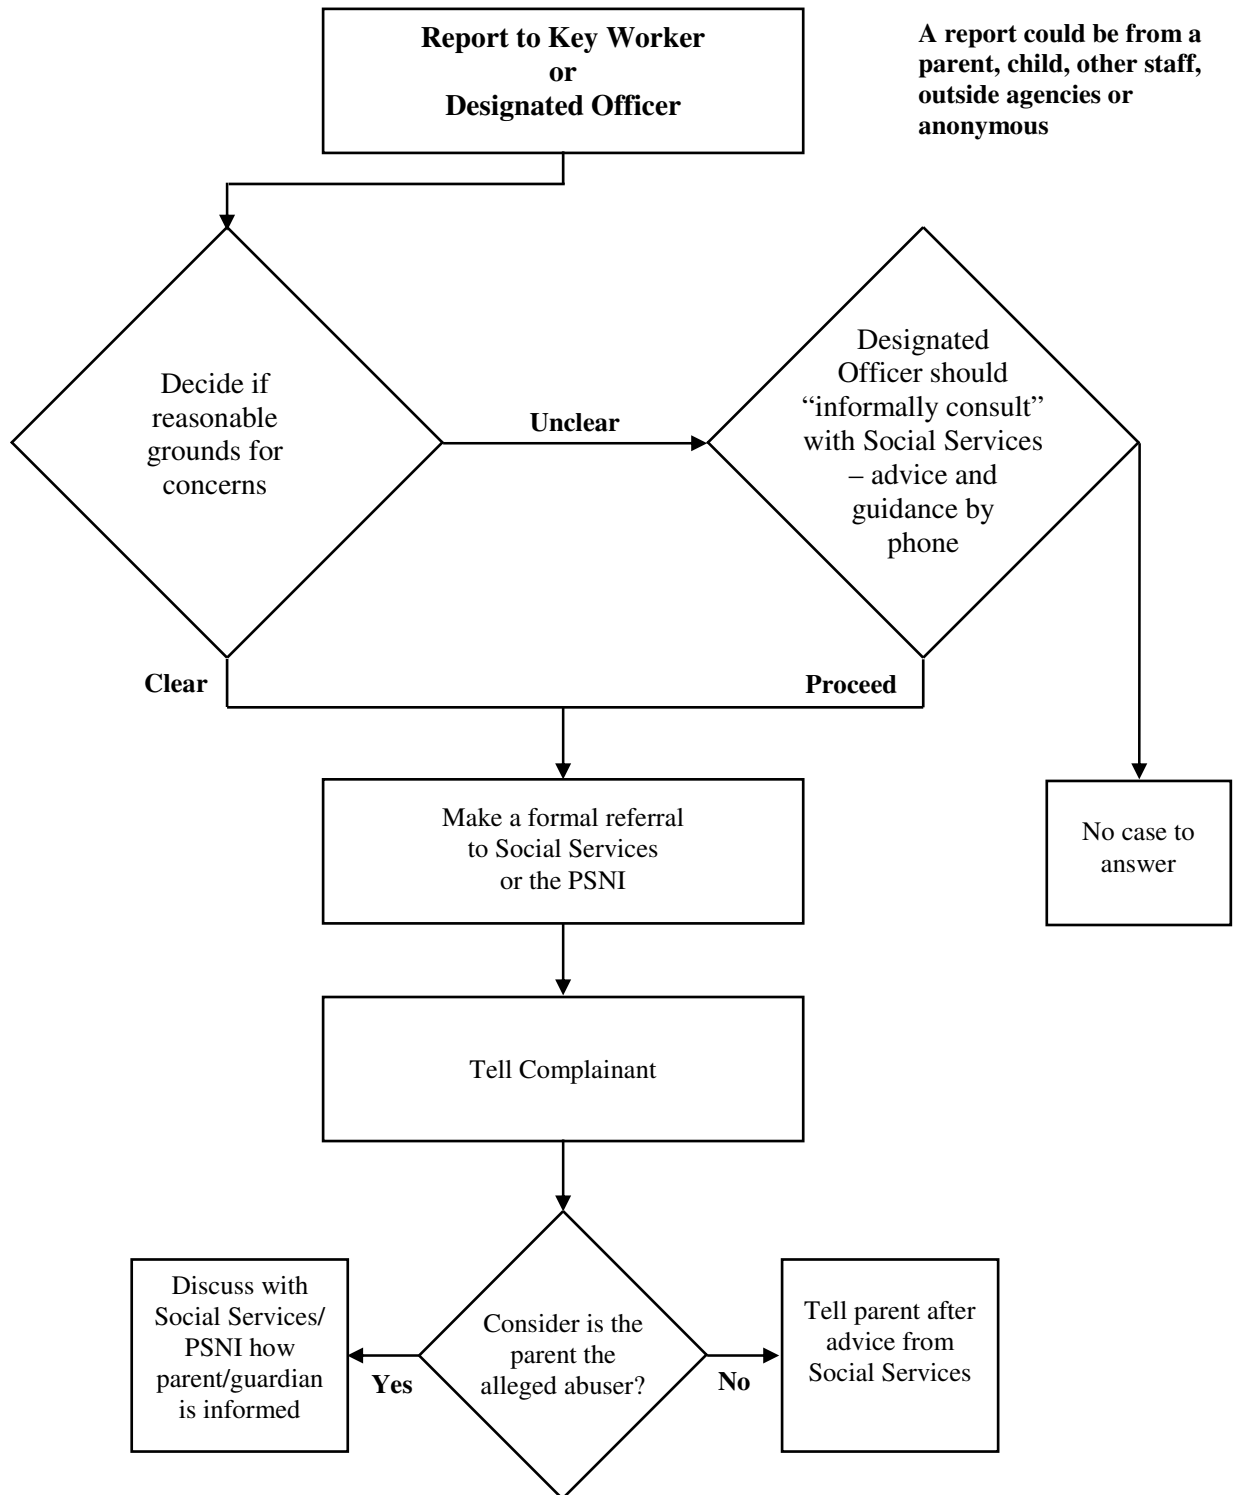 Report to Key Worker
or
Designated Officer
A report could be from a
parent, child, other staff,
outside agencies or
anonymous
Decide if
reasonable
grounds for
concerns
Unclear
Designated
Officer should
“informally consult”
with Social Services
– advice and
guidance by
phone
Clear
Proceed
Make a formal referral
to Social Services
or the PSNI
No case to
answer
Tell Complainant
Discuss with
Social Services/
PSNI how
parent/guardian
is informed
Yes
Consider is the
parent the
alleged abuser?
No
Tell parent after
advice from
Social Services